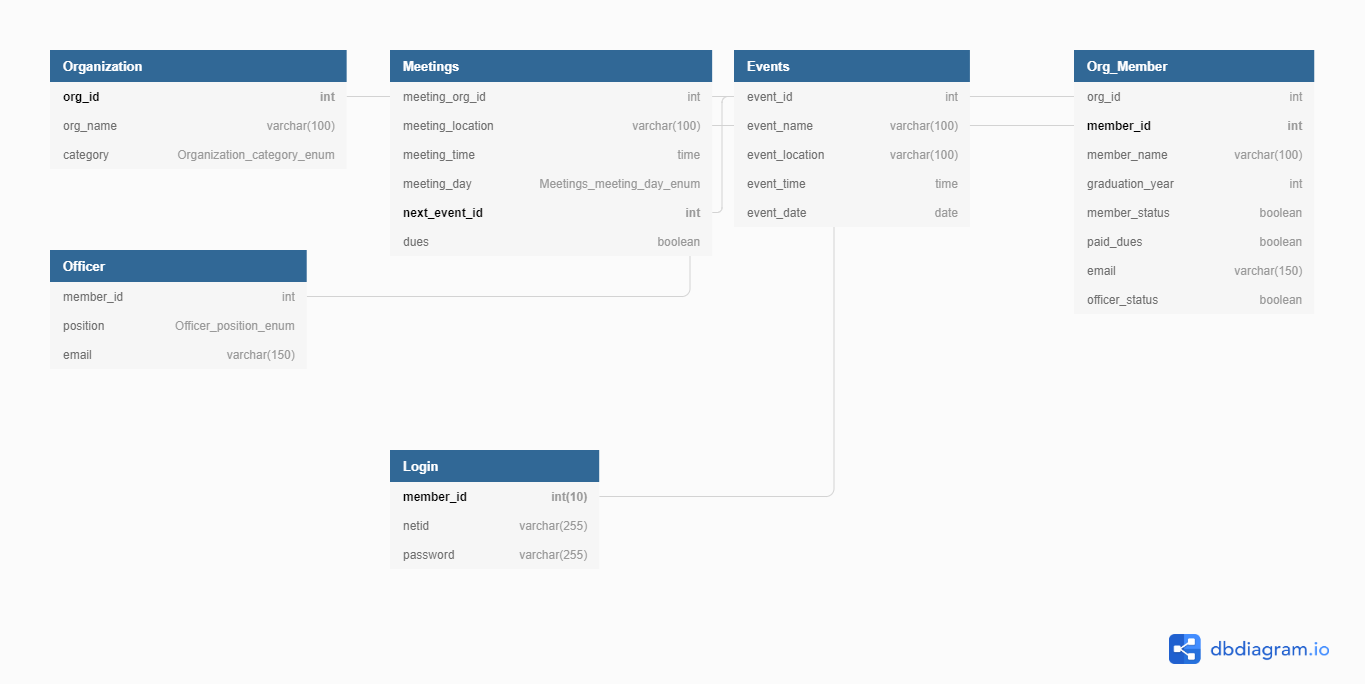 Organization
org_id int
org_name varchar(100)
category Organization_category_enum
Meetings
meeting_org_id int
meeting_location varchar(100)
meeting_time time
meeting_day Meetings_meeting_day_enum
next_event_id int
dues boolean
Events
event_id int
event_name varchar(100)
event_location varchar(100)
event_time time
event_date date
Org_Member
org_id int
member_id int
member_name varchar(100)
graduation_year int
member_status boolean
paid_dues boolean
email varchar(150)
officer_status boolean
Officer
member_id int
position Officer_position_enum
email varchar(150)
Login
member_id int(10)
netid varchar(255)
password varchar(255)
dbdiagram.io